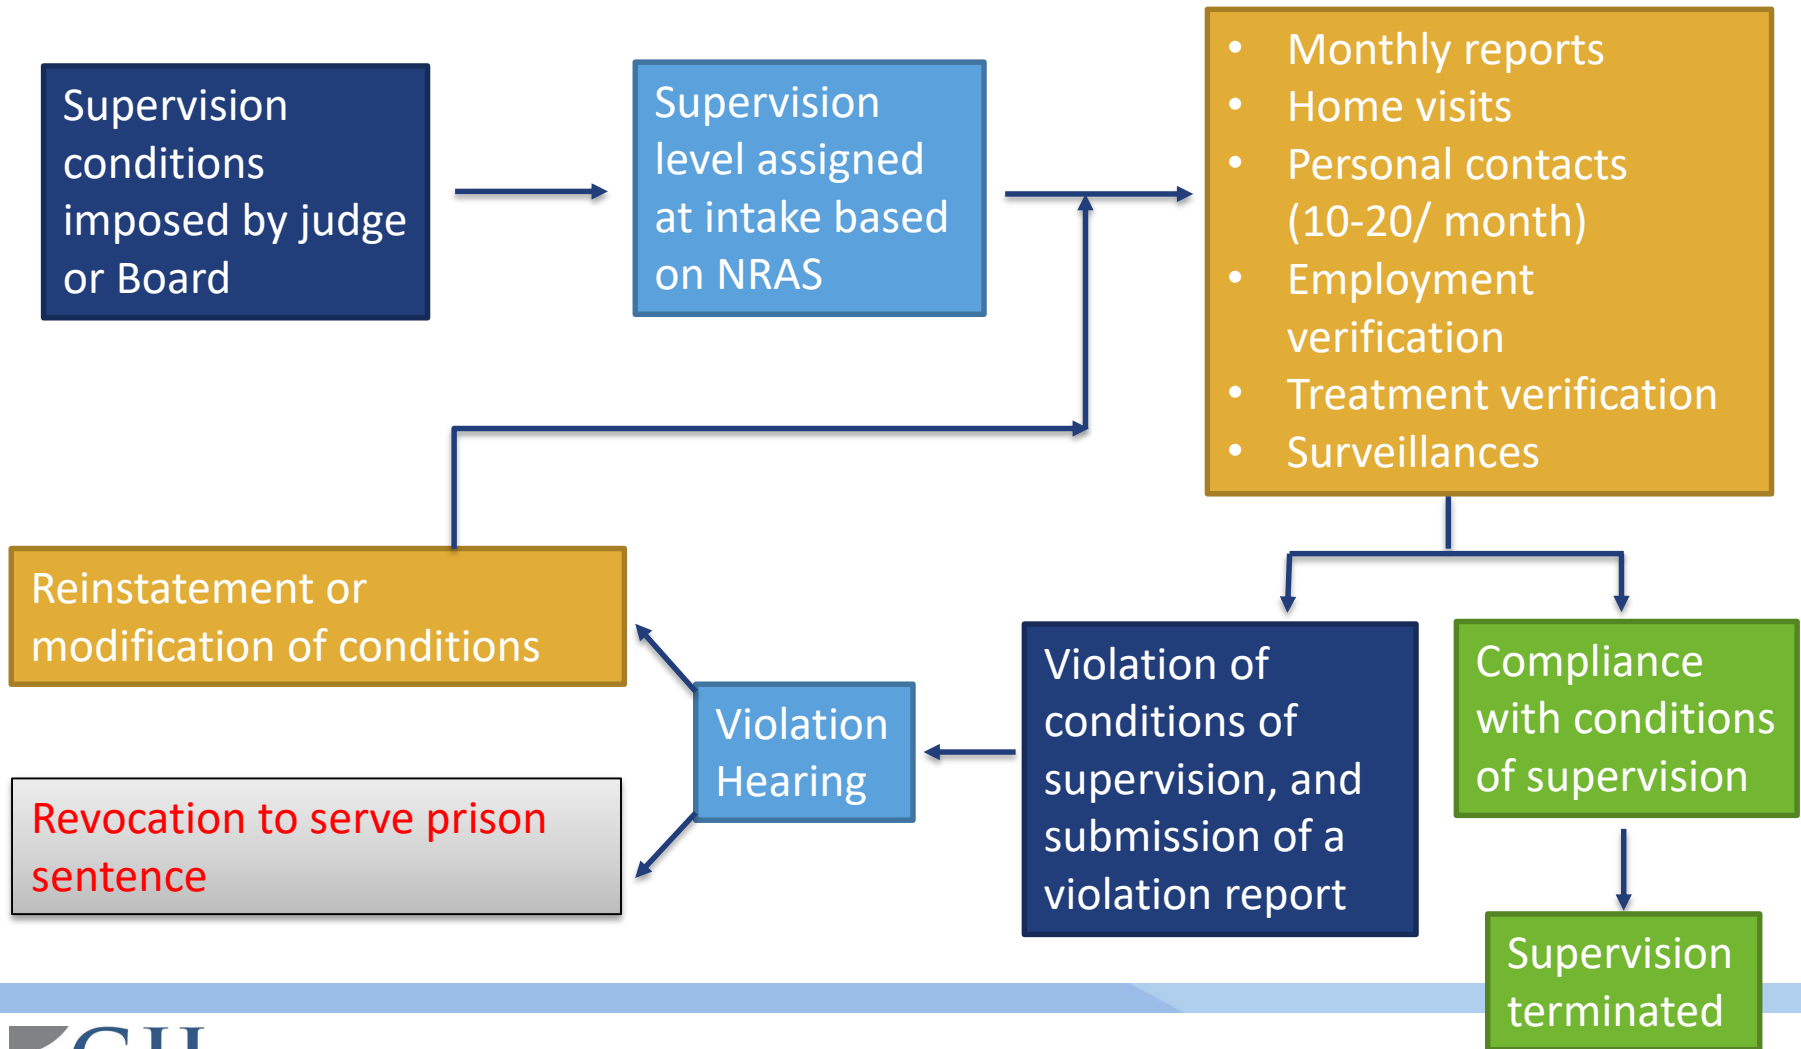 Supervision
conditions
imposed by judge
or Board
Supervision
level assigned
at intake based
on NRAS
• Monthly reports
• Home visits
• Personal contacts
(10-20/ month)
• Employment
verification
• Treatment verification
• Surveillances
Reinstatement or
modification of conditions
Revocation to serve prison
sentence
Violation
Hearing
Violation of
conditions of
supervision, and
submission of a
violation report
Compliance
with conditions
of supervision
Supervision
terminated